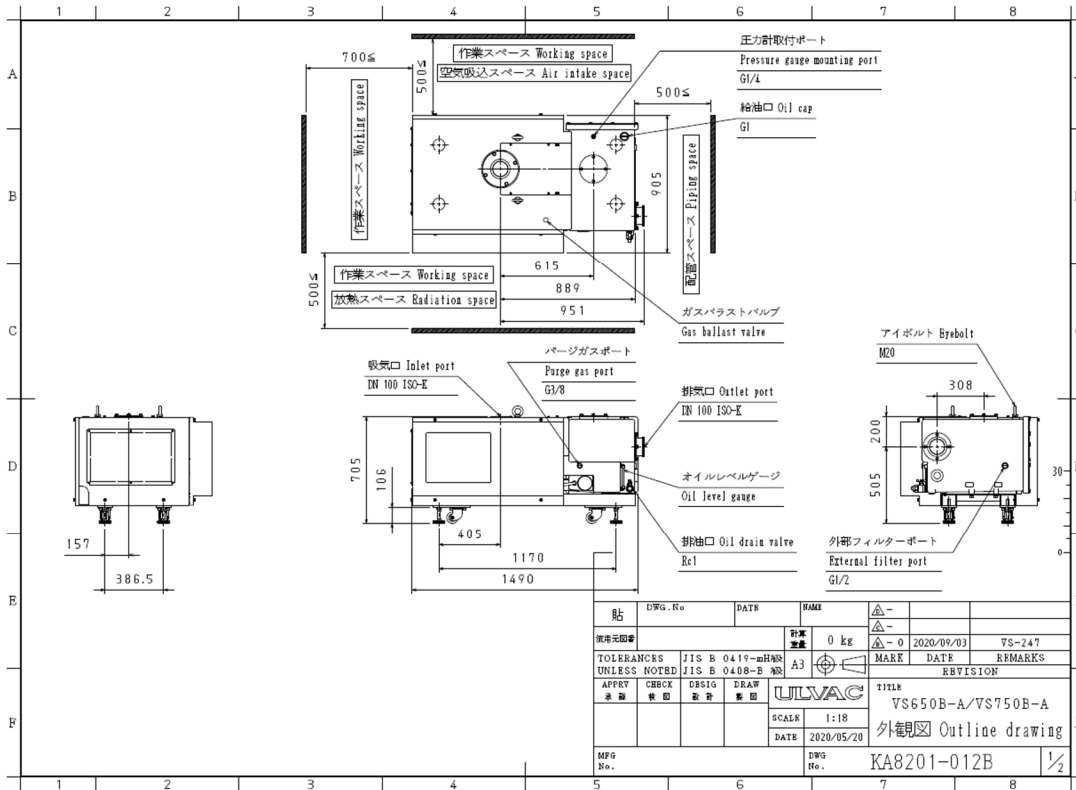 1 2 3 4 5 6 7 8
A
B
C
D
E
F
700≤
500≤
作業スペース Working space
空気吸込スペース Air intake space
圧力計取付ポート
Pressure gauge mounting port
G1/4
500≤
給油口 Oil cap
G1
作業スペース Working space
905
配管スペース Piping space
500≤
作業スペース Working space
放熱スペース Radiation space
615
889
951
ガスバラストバルブ
Gas ballast valve
アイボルト Eyebolt
M20
吸気口 Inlet port
DN 100 ISO-K
パージガスポート
Purge gas port
G3/8
排気口 Outlet port
DN 100 ISO-K
308
200
505
705
106
オイルレベルゲージ
Oil level gauge
30
0
157
386.5
405
1170
1490
排油口 Oil drain valve
Rc1
外部フィルターポート
External filter port
G1/2
貼
DWG.No
DATE
NAME
流用元図番
計算
重量
0 kg
A3
TOLERANCES
UNLESS NOTED
JIS B 0419-mH級
JIS B 0408-B 級
C -
B - 0 2020/09/03 VS-247
MARK DATE REMARKS
REVISION
APPRV CHECK DESIG DRAW
承認 検図 設計 製図
ULVAC
SCALE 1:18
DATE 2020/05/20
TITLE
VS650B-A/VS750B-A
外観図 Outline drawing
MFG
No.
DWG
No.
KA8201-012B
1/2
1 2 3 4 5 6 7 8